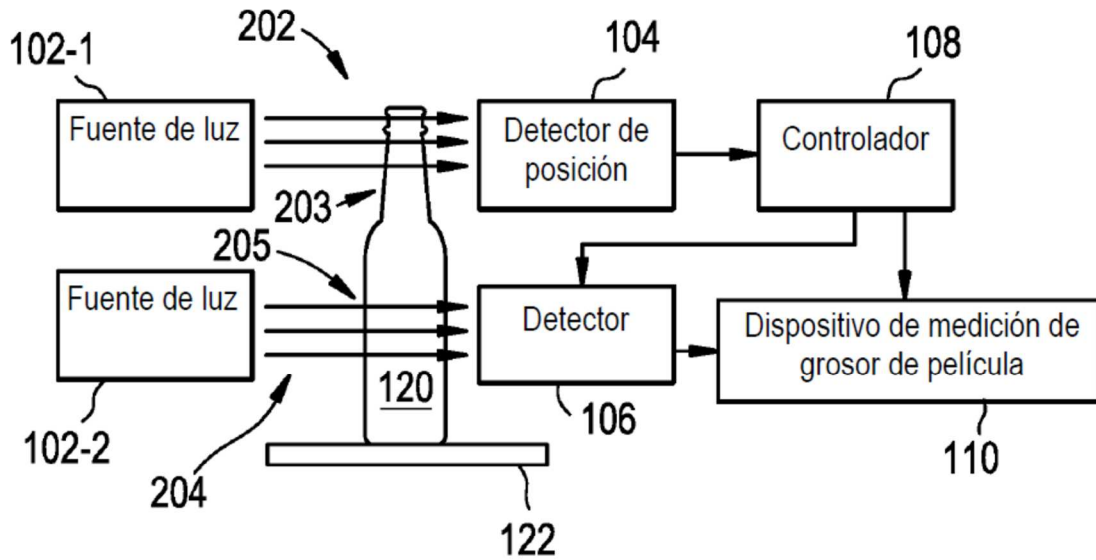 202
102-1
104
108
Fuente de luz
Detector de
posición
Controlador
203
205
Fuente de luz
Detector
Dispositivo de medición de
grosor de película
120
106
102-2
204
110
122